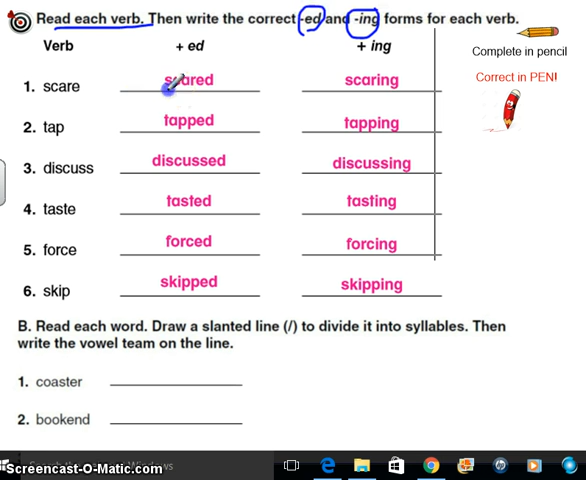 Read each verb. Then write the correct -ed and -ing forms for each verb.
Verb + ed + ing
Complete in pencil
Correct in PEN!
1. scare scared scaring
2. tap tapped tapping
3. discuss discussed discussing
4. taste tasted tasting
5. force forced forcing
6. skip skipped skipping
B. Read each word. Draw a slanted line (/) to divide it into syllables. Then
write the vowel team on the line.
1. coaster
2. bookend
Screencast-O-Matic.com